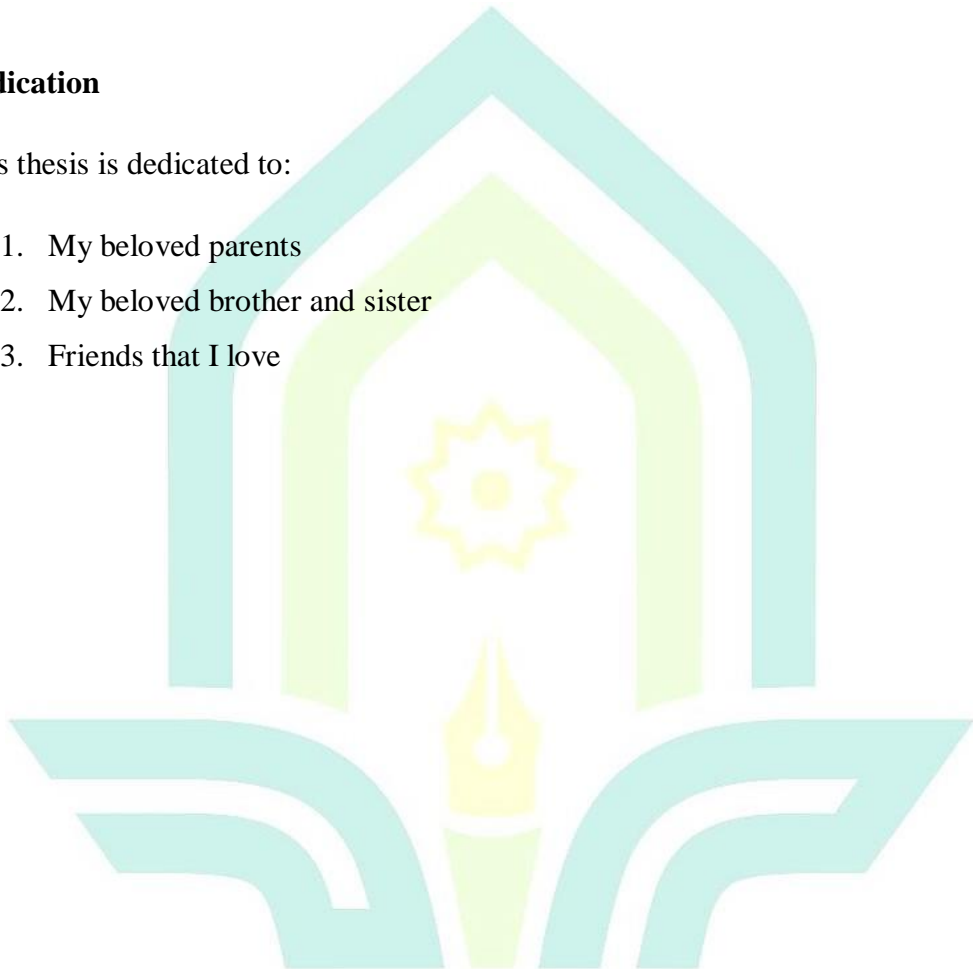 dication
s thesis is dedicated to:
1. My beloved parents
2. My beloved brother and sister
3. Friends that I love